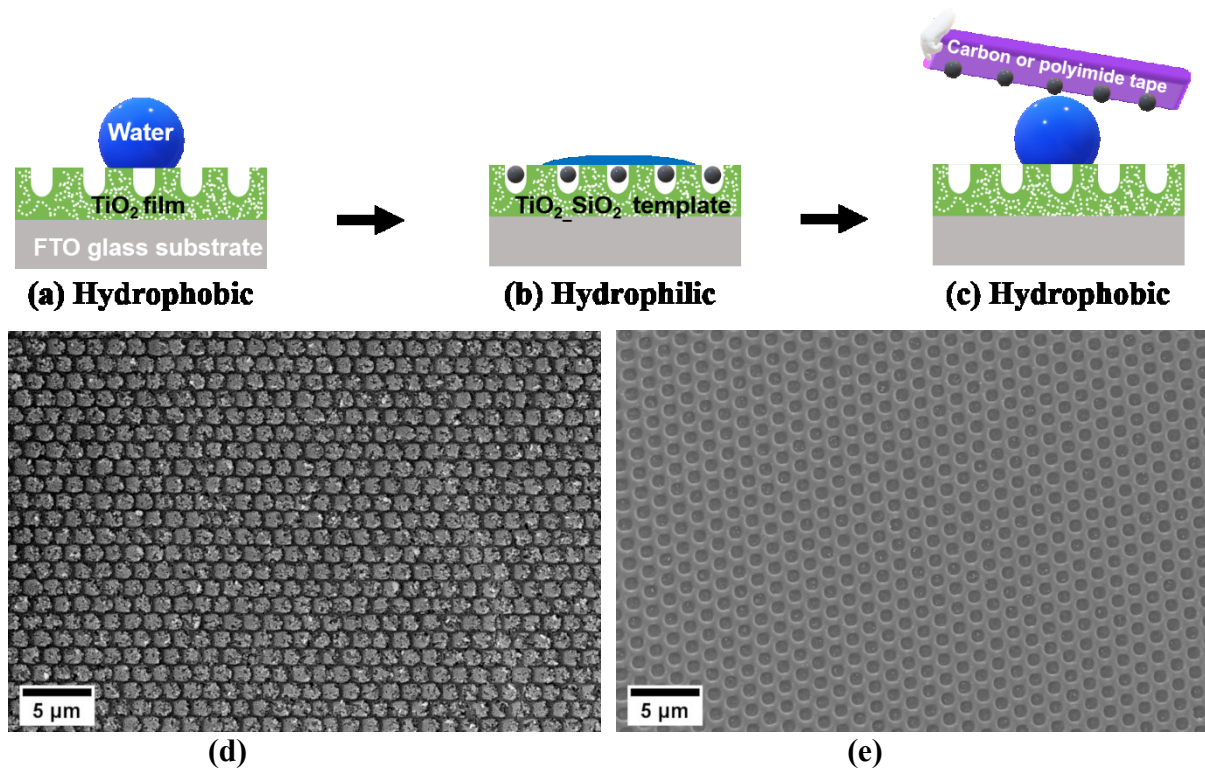 Carbon or polyimide tape
Water
TiO₂ film
FTO glass substrate
TiO₂_SiO₂ template
(a) Hydrophobic
(b) Hydrophilic
(c) Hydrophobic
5 µm
5 µm
(d)
(e)